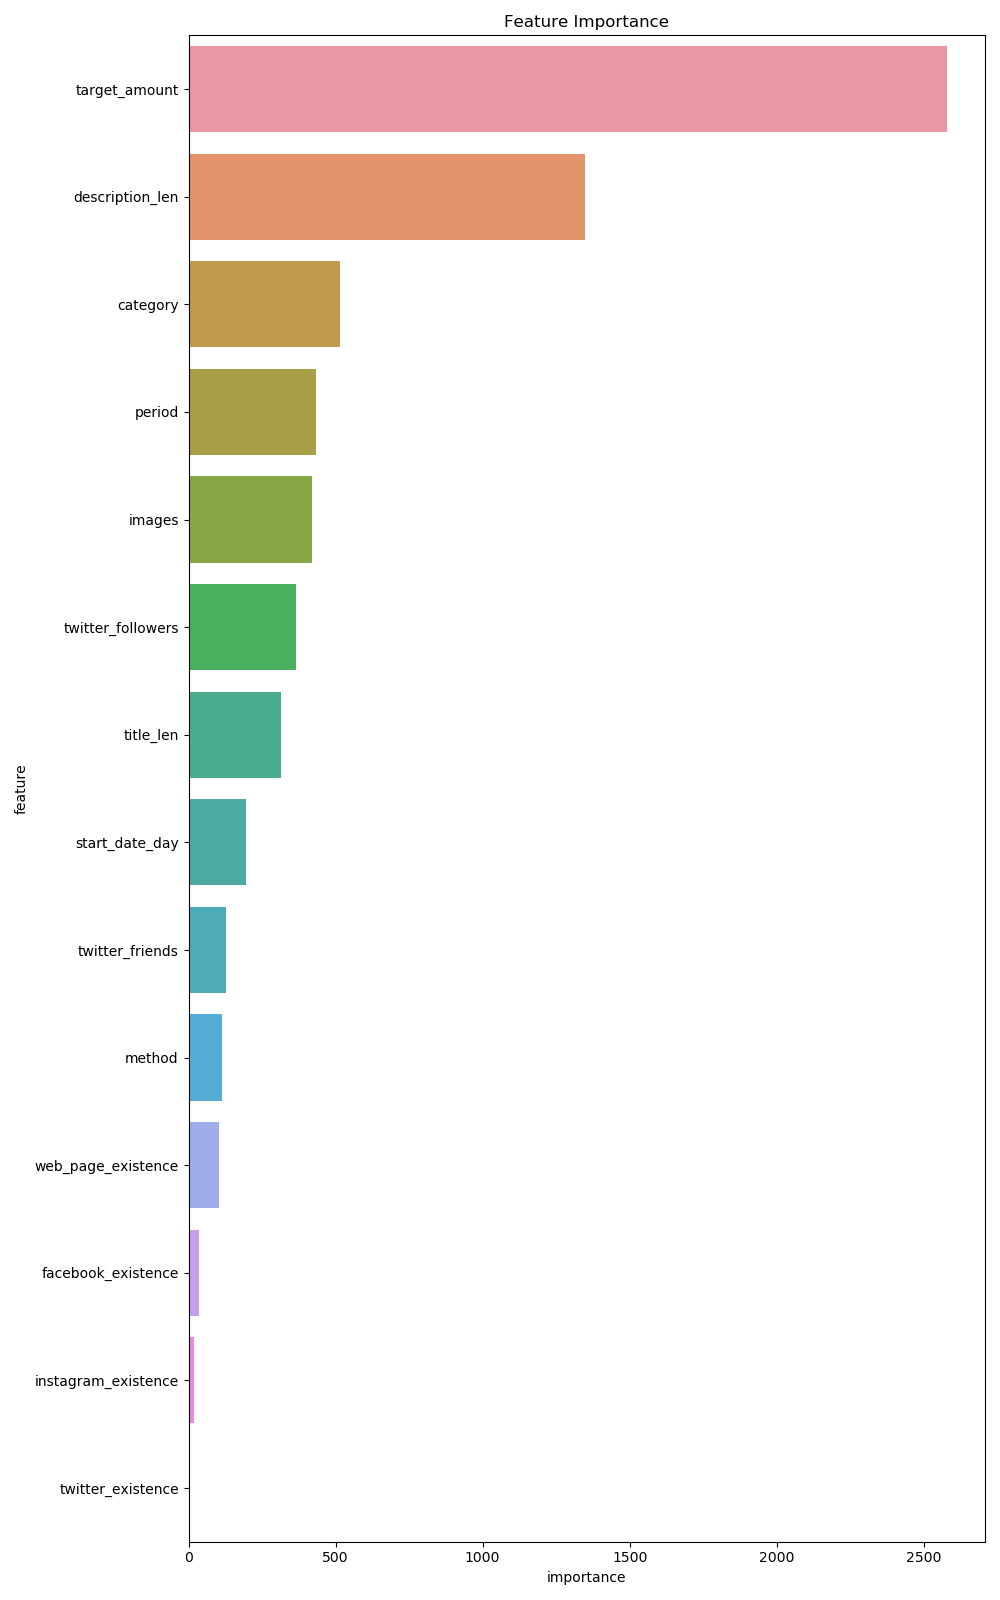 Feature Importance
target_amount
description_len
category
period
images
twitter_followers
title_len
start_date_day
twitter_friends
method
web_page_existence
facebook_existence
instagram_existence
twitter_existence
feature
0 500 1000 1500 2000 2500
importance